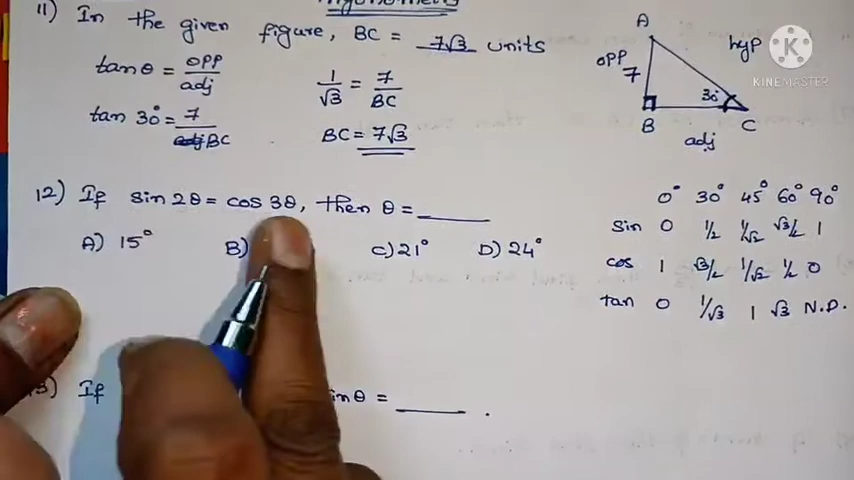 Trigonometry
11) In the given figure, BC = 7√3 units
tanθ = opp/adj
1/√3 = 7/BC
tan 30° = 7/BC
BC = 7√3
A
opp
7
hyp
30°
B
C
adj
KINEMASTER
12) If sin 2θ = cos 3θ, then θ = ______
A) 15° B) C) 21° D) 24°
0° 30° 45° 60° 90°
sin 0 1/2 1/√2 √3/2 1
cos 1 √3/2 1/√2 1/2 0
tan 0 1/√3 1 √3 N.D.
If sinθ = ______ .